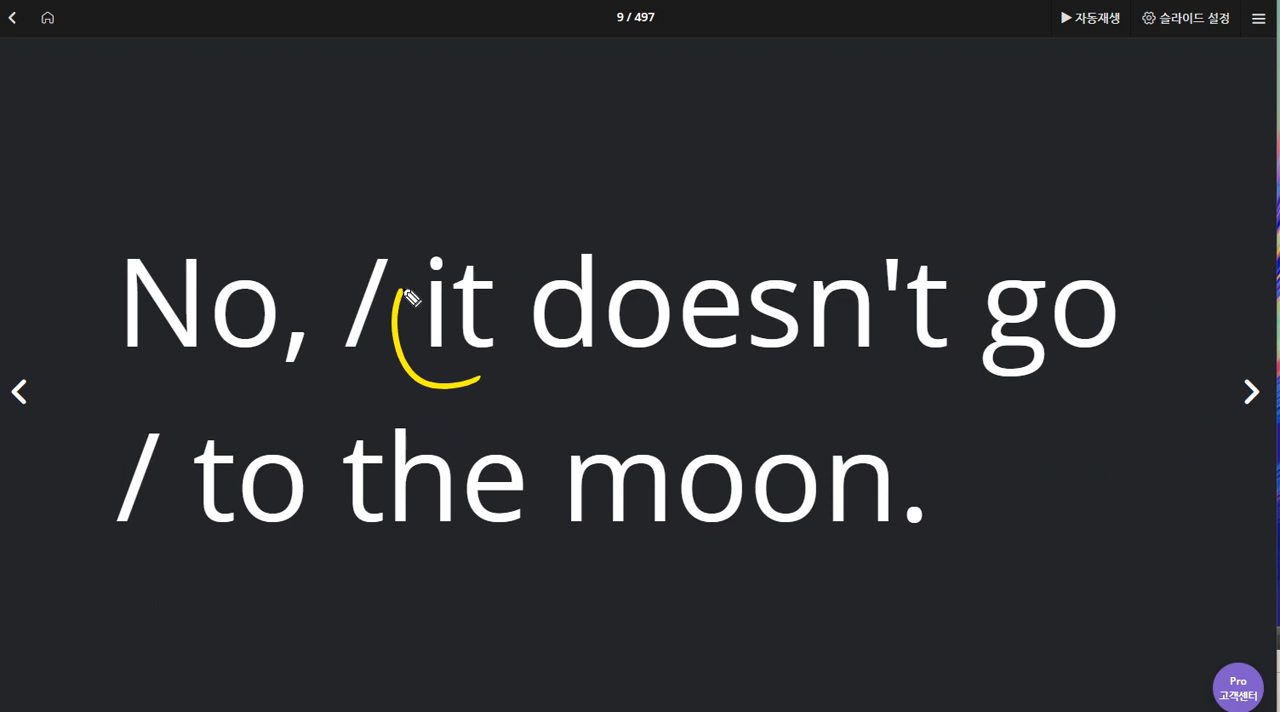 9 / 497
▶ 자동재생
슬라이드 설정
No, / it doesn't go
/ to the moon.
Pro
고객센터